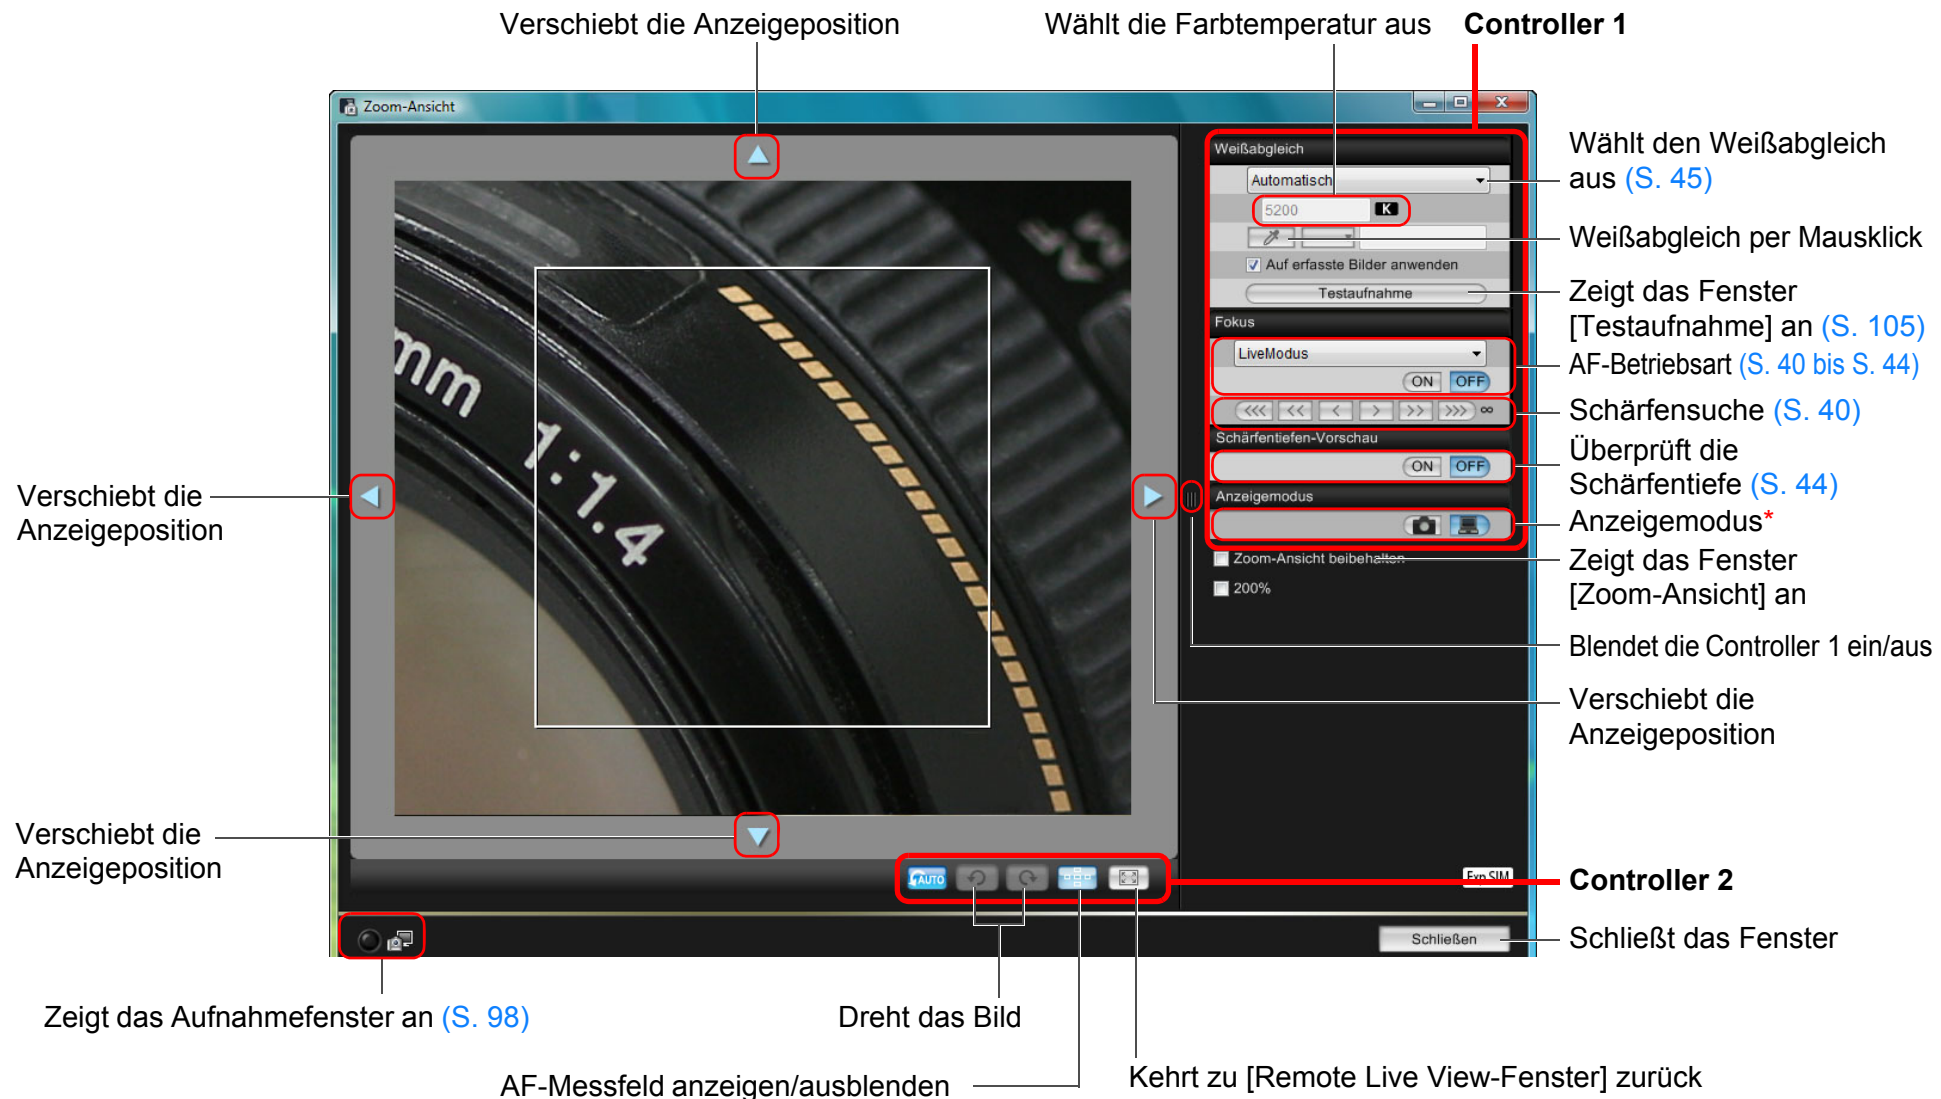 Verschiebt die Anzeigeposition
Wählt die Farbtemperatur aus
Controller 1
Zoom-Ansicht
Weißabgleich
Automatisch
5200 K
Auf erfasste Bilder anwenden
Testaufnahme
Fokus
LiveModus
ON OFF
<<< << < > >> >>> ∞
Schärfentiefen-Vorschau
ON OFF
Anzeigemodus
Zoom-Ansicht beibehalten
200%
mm 1:1.4
Wählt den Weißabgleich
aus (S. 45)
Weißabgleich per Mausklick
Zeigt das Fenster
[Testaufnahme] an (S. 105)
AF-Betriebsart (S. 40 bis S. 44)
Schärfensuche (S. 40)
Überprüft die
Schärfentiefe (S. 44)
Anzeigemodus*
Zeigt das Fenster
[Zoom-Ansicht] an
Blendet die Controller 1 ein/aus
Verschiebt die
Anzeigeposition
Verschiebt die
Anzeigeposition
Verschiebt die
Anzeigeposition
AUTO
Exp.SIM
Controller 2
Schließen
Schließt das Fenster
Zeigt das Aufnahmefenster an (S. 98)
Dreht das Bild
AF-Messfeld anzeigen/ausblenden
Kehrt zu [Remote Live View-Fenster] zurück